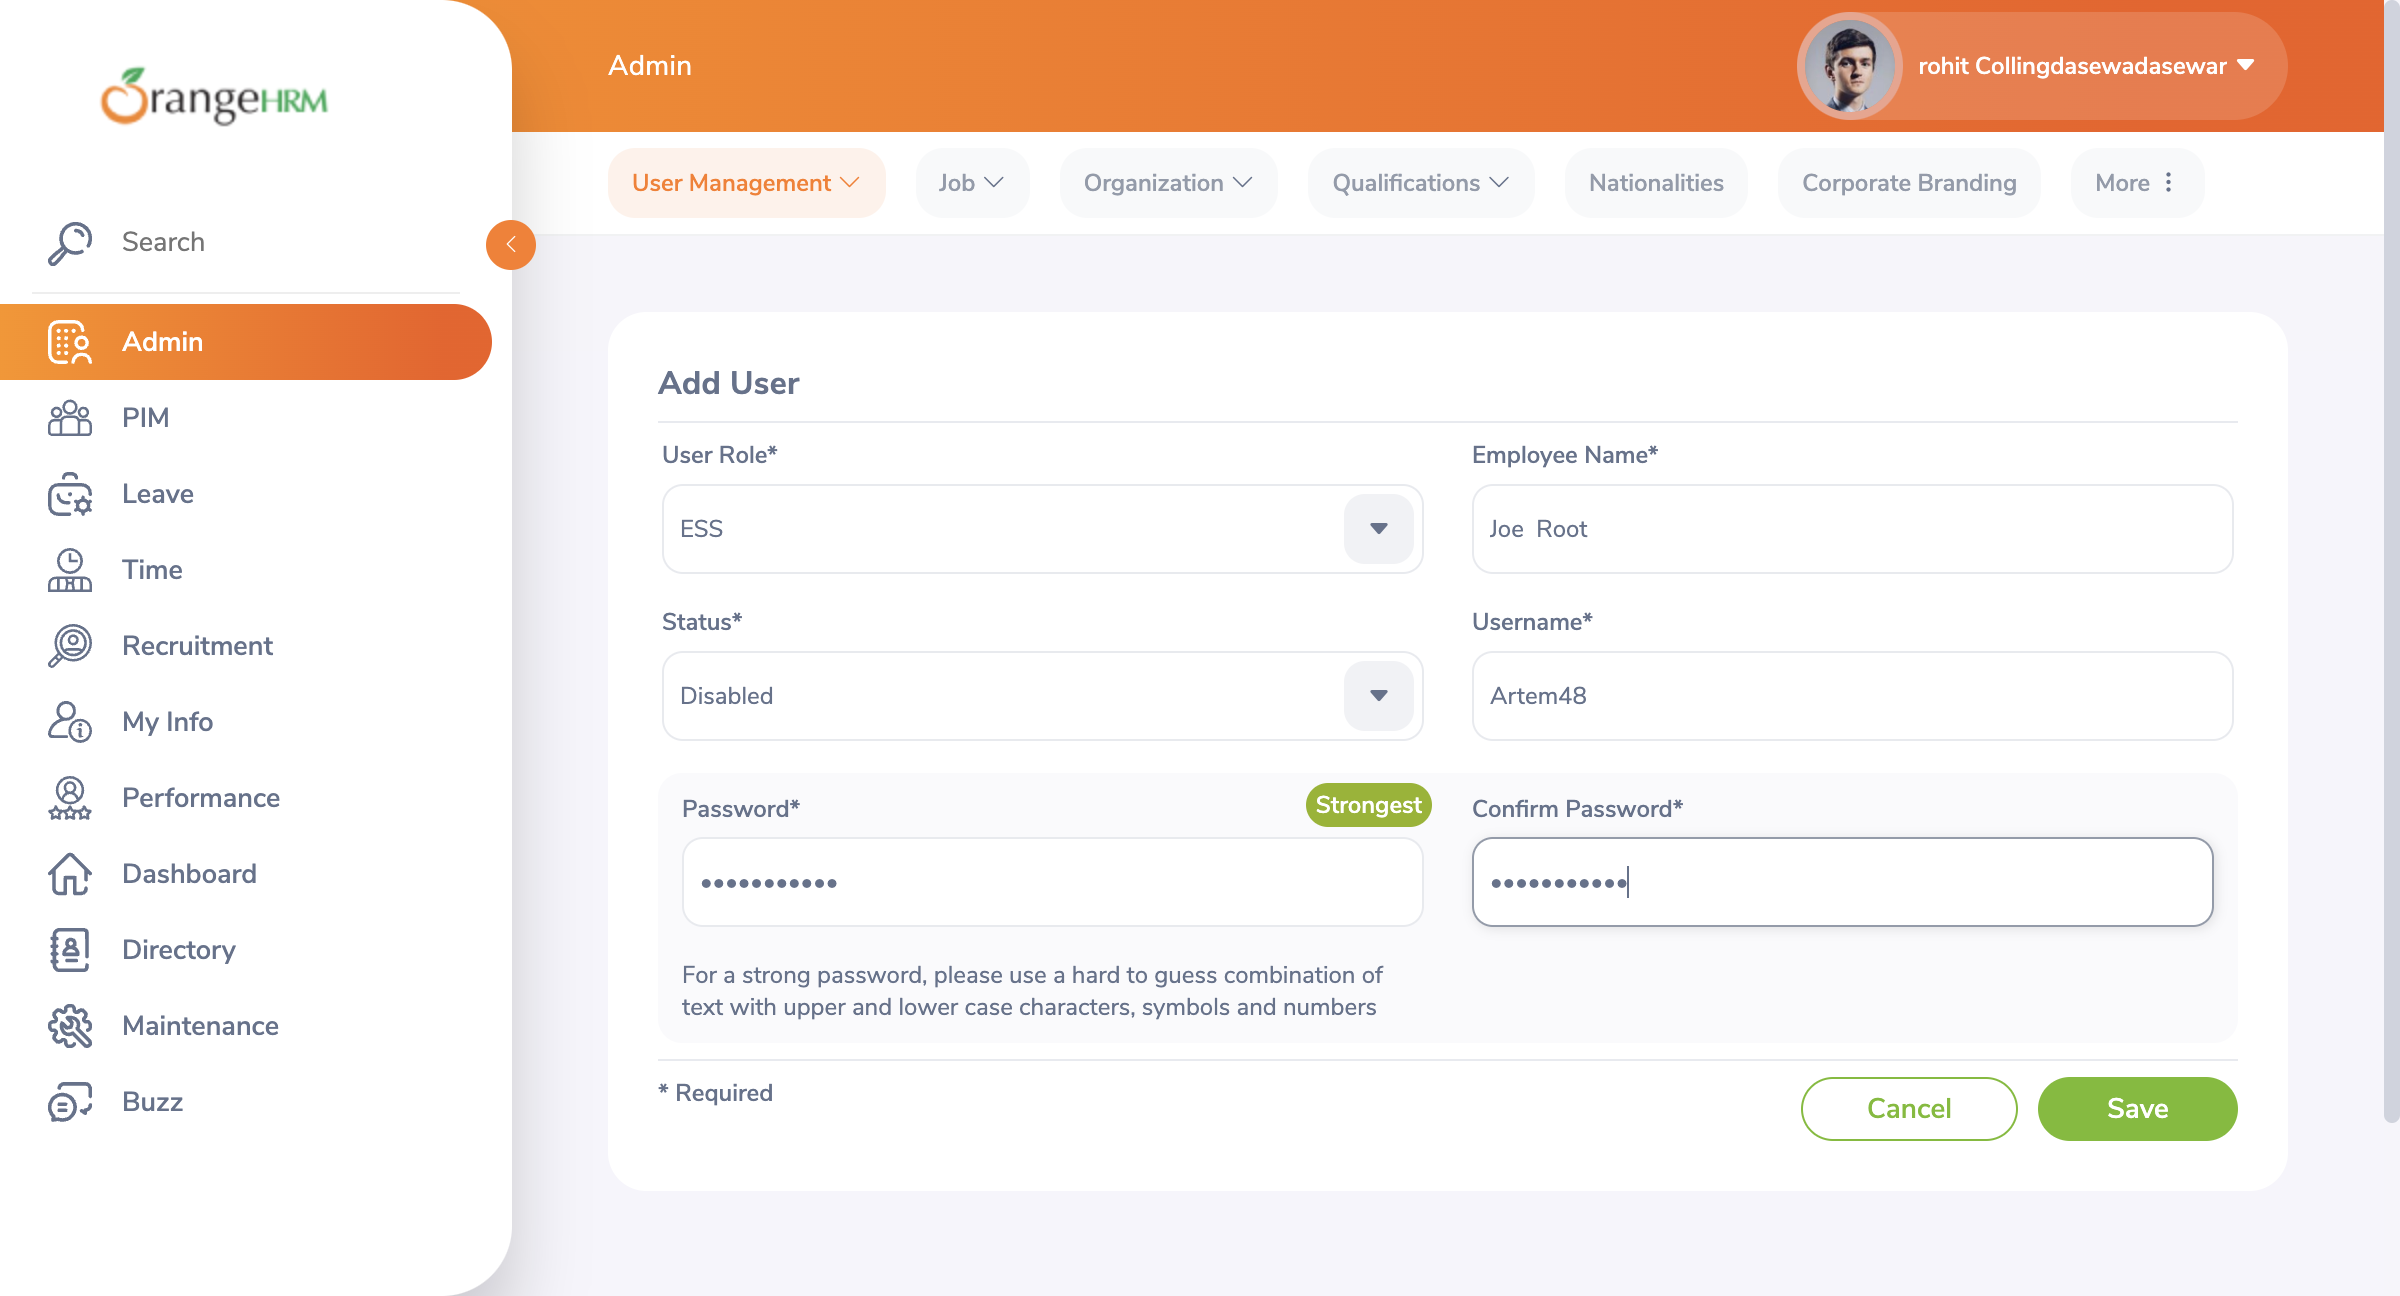 OrangeHRM
Admin
rohit Collingdasewadasewar
User Management
Job
Organization
Qualifications
Nationalities
Corporate Branding
More
Search
Admin
PIM
Leave
Time
Recruitment
My Info
Performance
Dashboard
Directory
Maintenance
Buzz
Add User
User Role*
ESS
Employee Name*
Joe  Root
Status*
Disabled
Username*
Artem48
Password*
Strongest
•••••••••••
Confirm Password*
•••••••••••
For a strong password, please use a hard to guess combination of
text with upper and lower case characters, symbols and numbers
* Required
Cancel
Save